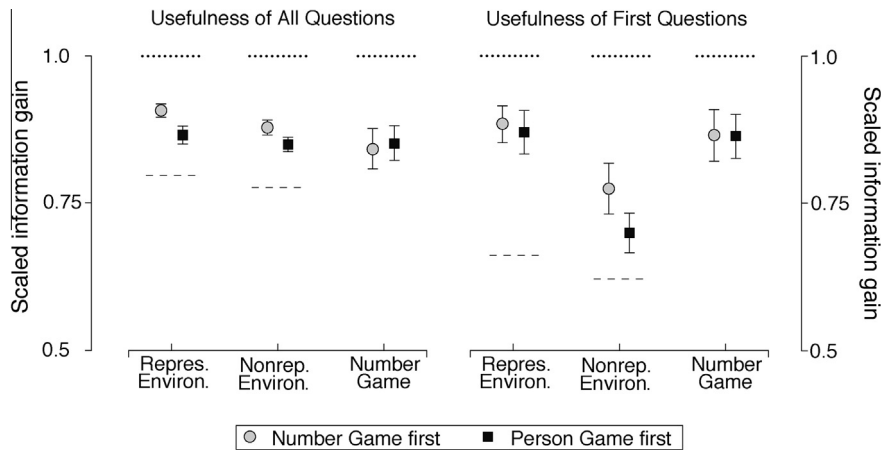 Usefulness of All Questions
Usefulness of First Questions
Scaled information gain
1.0
0.75
0.5
Repres.
Environ.
Nonrep.
Environ.
Number
Game
Repres.
Environ.
Nonrep.
Environ.
Number
Game
1.0
0.75
0.5
Scaled information gain
Number Game first
Person Game first